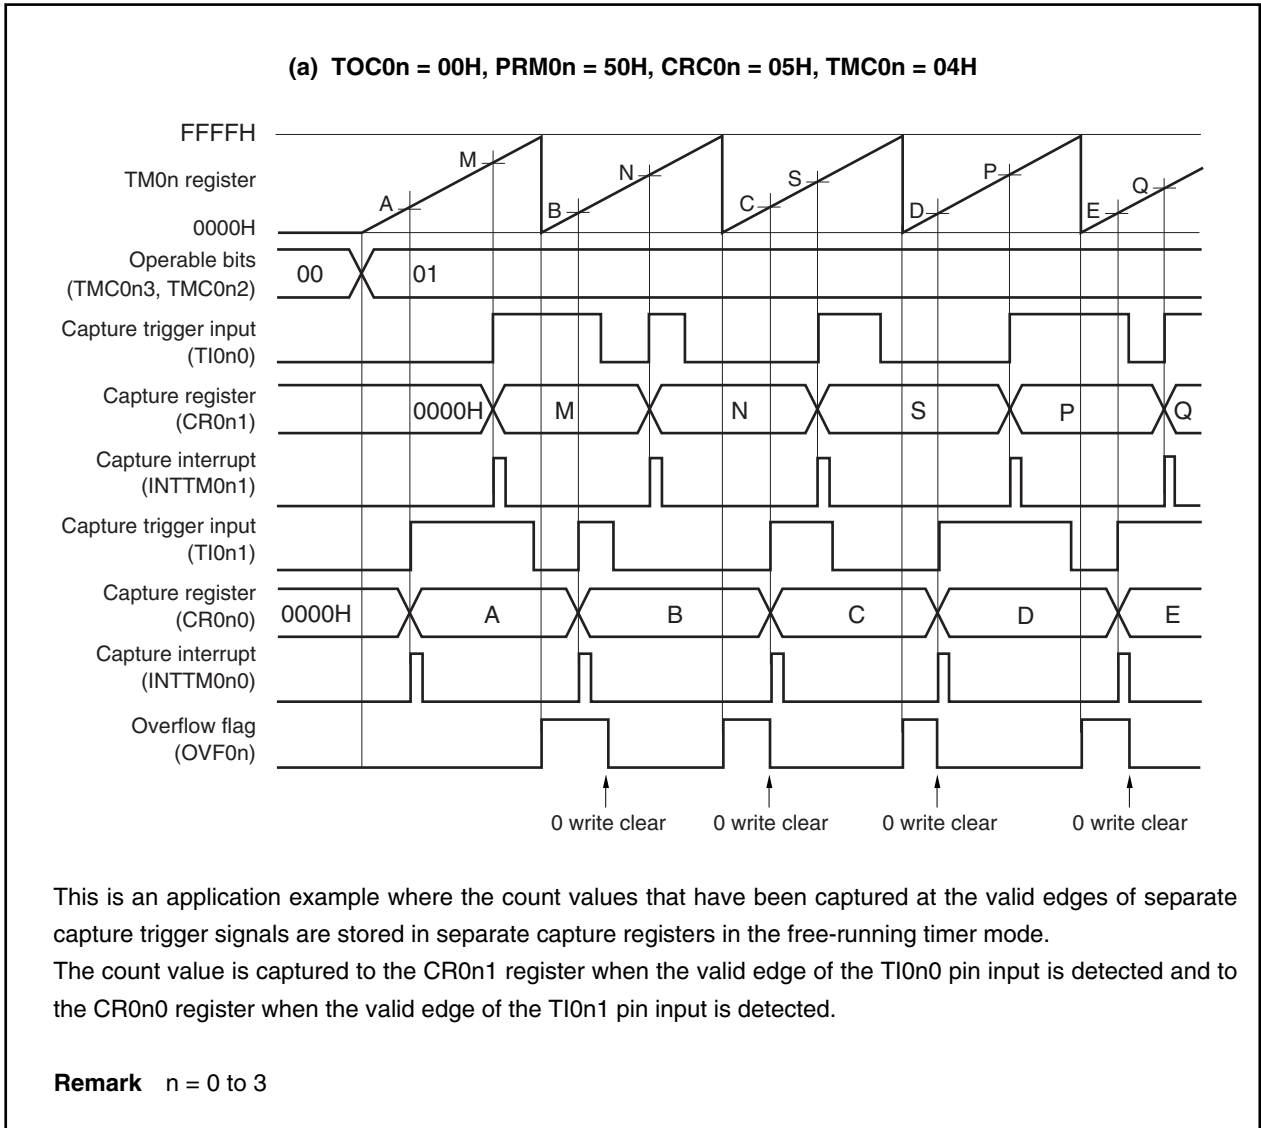 (a) TOC0n = 00H, PRM0n = 50H, CRC0n = 05H, TMC0n = 04H
FFFFH
TM0n register
0000H
A
M
B
N
C
S
D
P
E
Q
Operable bits
(TMC0n3, TMC0n2)
00
01
Capture trigger input
(TI0n0)
Capture register
(CR0n1)
0000H
M
N
S
P
Q
Capture interrupt
(INTTM0n1)
Capture trigger input
(TI0n1)
Capture register
(CR0n0)
0000H
A
B
C
D
E
Capture interrupt
(INTTM0n0)
Overflow flag
(OVF0n)
0 write clear
0 write clear
0 write clear
0 write clear
This is an application example where the count values that have been captured at the valid edges of separate
capture trigger signals are stored in separate capture registers in the free-running timer mode.
The count value is captured to the CR0n1 register when the valid edge of the TI0n0 pin input is detected and to
the CR0n0 register when the valid edge of the TI0n1 pin input is detected.
Remark n = 0 to 3